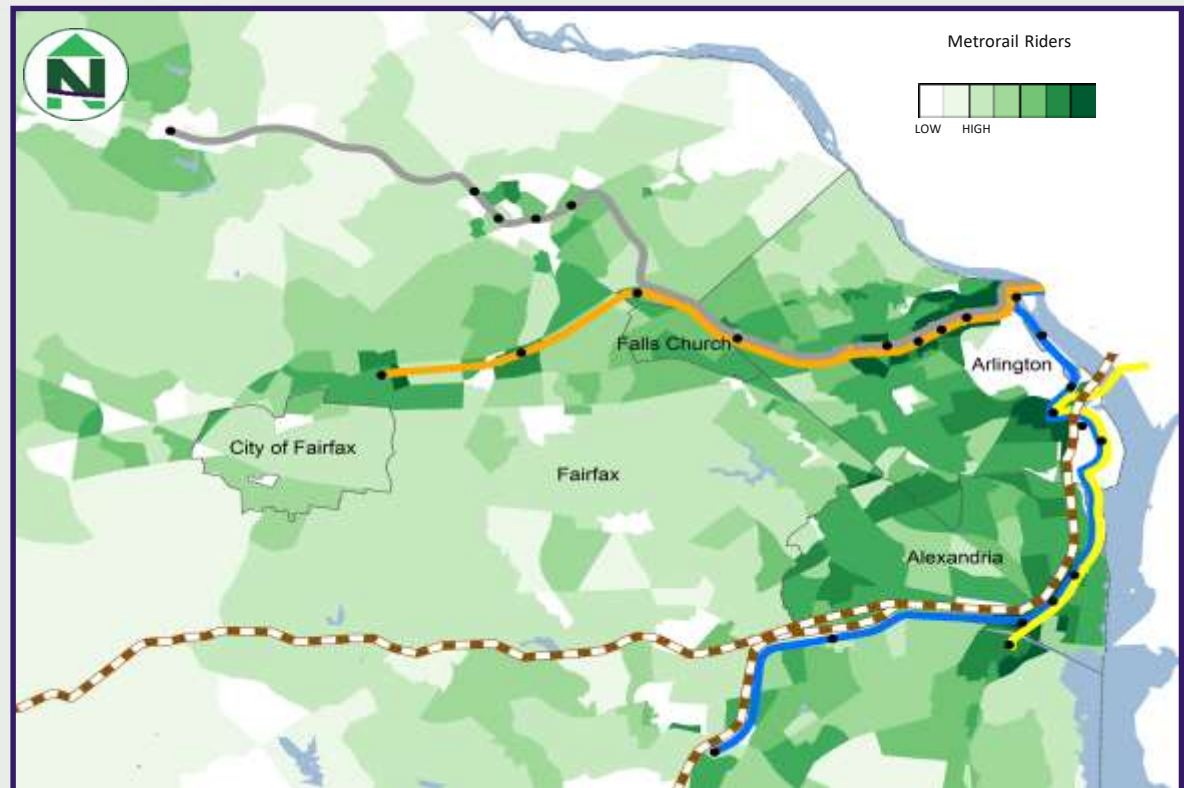 N
Metrorail Riders
LOW HIGH
Falls Church
Arlington
City of Fairfax
Fairfax
Alexandria